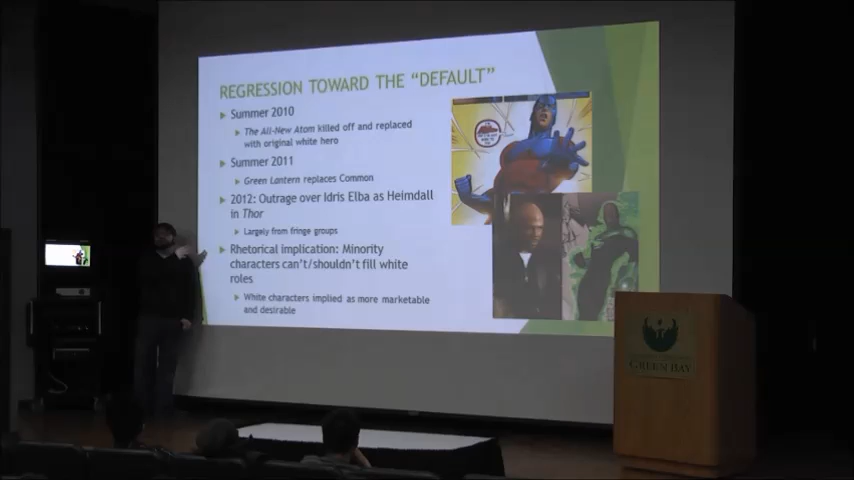 REGRESSION TOWARD THE "DEFAULT"
Summer 2010
The All-New Atom killed off and replaced
with original white hero
Summer 2011
Green Lantern replaces Common
2012: Outrage over Idris Elba as Heimdall
in Thor
Largely from fringe groups
Rhetorical implication: Minority
characters can't/shouldn't fill white
roles
White characters implied as more marketable
and desirable
GREEN BAY